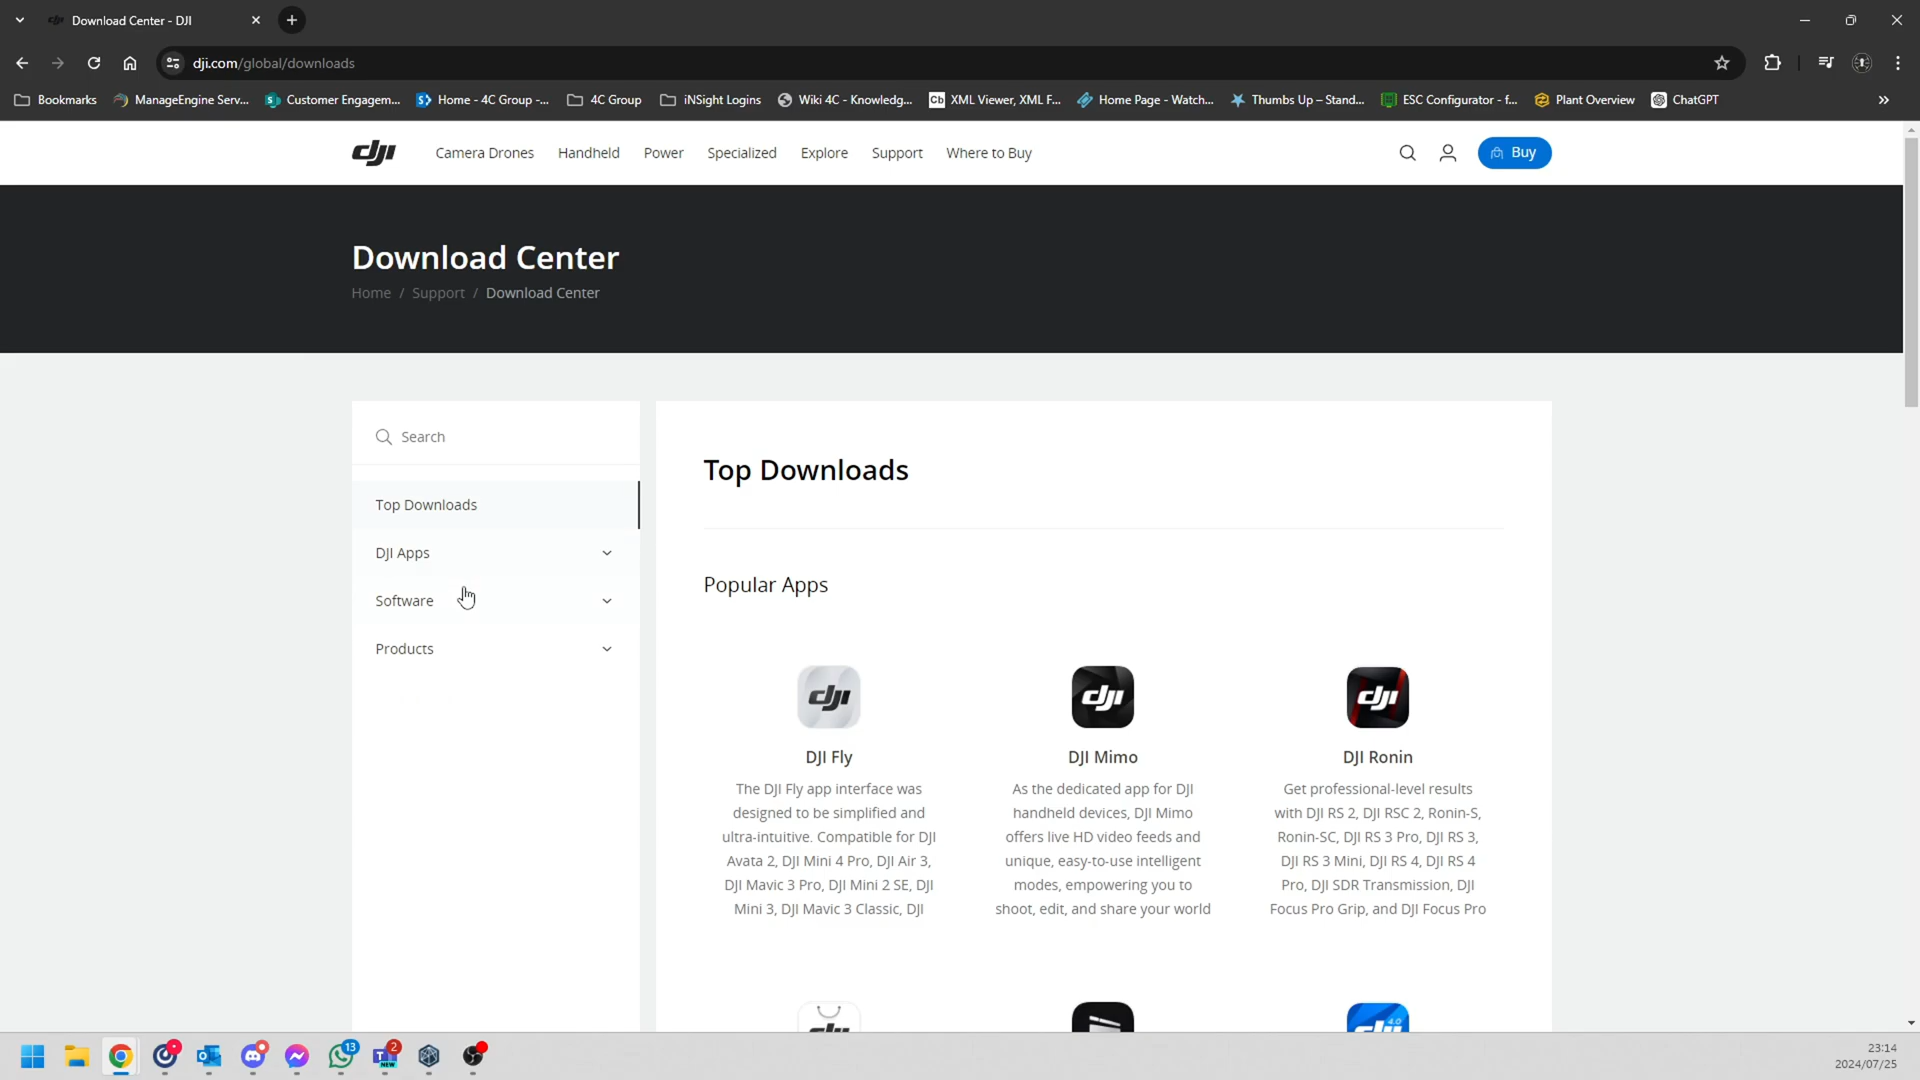 Download Center - DJI
dji.com/global/downloads
Bookmarks ManageEngine Serv... Customer Engagem... Home - 4C Group -... 4C Group iNSight Logins Wiki 4C - Knowledg... Cb XML Viewer, XML F... Home Page - Watch... Thumbs Up – Stand... ESC Configurator - f... Plant Overview ChatGPT
dji Camera Drones Handheld Power Specialized Explore Support Where to Buy Buy
Download Center
Home / Support / Download Center
Search
Top Downloads
DJI Apps
Software
Products
Top Downloads
Popular Apps
dji
DJI Fly
The DJI Fly app interface was
designed to be simplified and
ultra-intuitive. Compatible for DJI
Avata 2, DJI Mini 4 Pro, DJI Air 3,
DJI Mavic 3 Pro, DJI Mini 2 SE, DJI
Mini 3, DJI Mavic 3 Classic, DJI
dji
DJI Mimo
As the dedicated app for DJI
handheld devices, DJI Mimo
offers live HD video feeds and
unique, easy-to-use intelligent
modes, empowering you to
shoot, edit, and share your world
dji
DJI Ronin
Get professional-level results
with DJI RS 2, DJI RSC 2, Ronin-S,
Ronin-SC, DJI RS 3 Pro, DJI RS 3,
DJI RS 3 Mini, DJI RS 4, DJI RS 4
Pro, DJI SDR Transmission, DJI
Focus Pro Grip, and DJI Focus Pro
4.0
13
2
NEW
23:14
2024/07/25